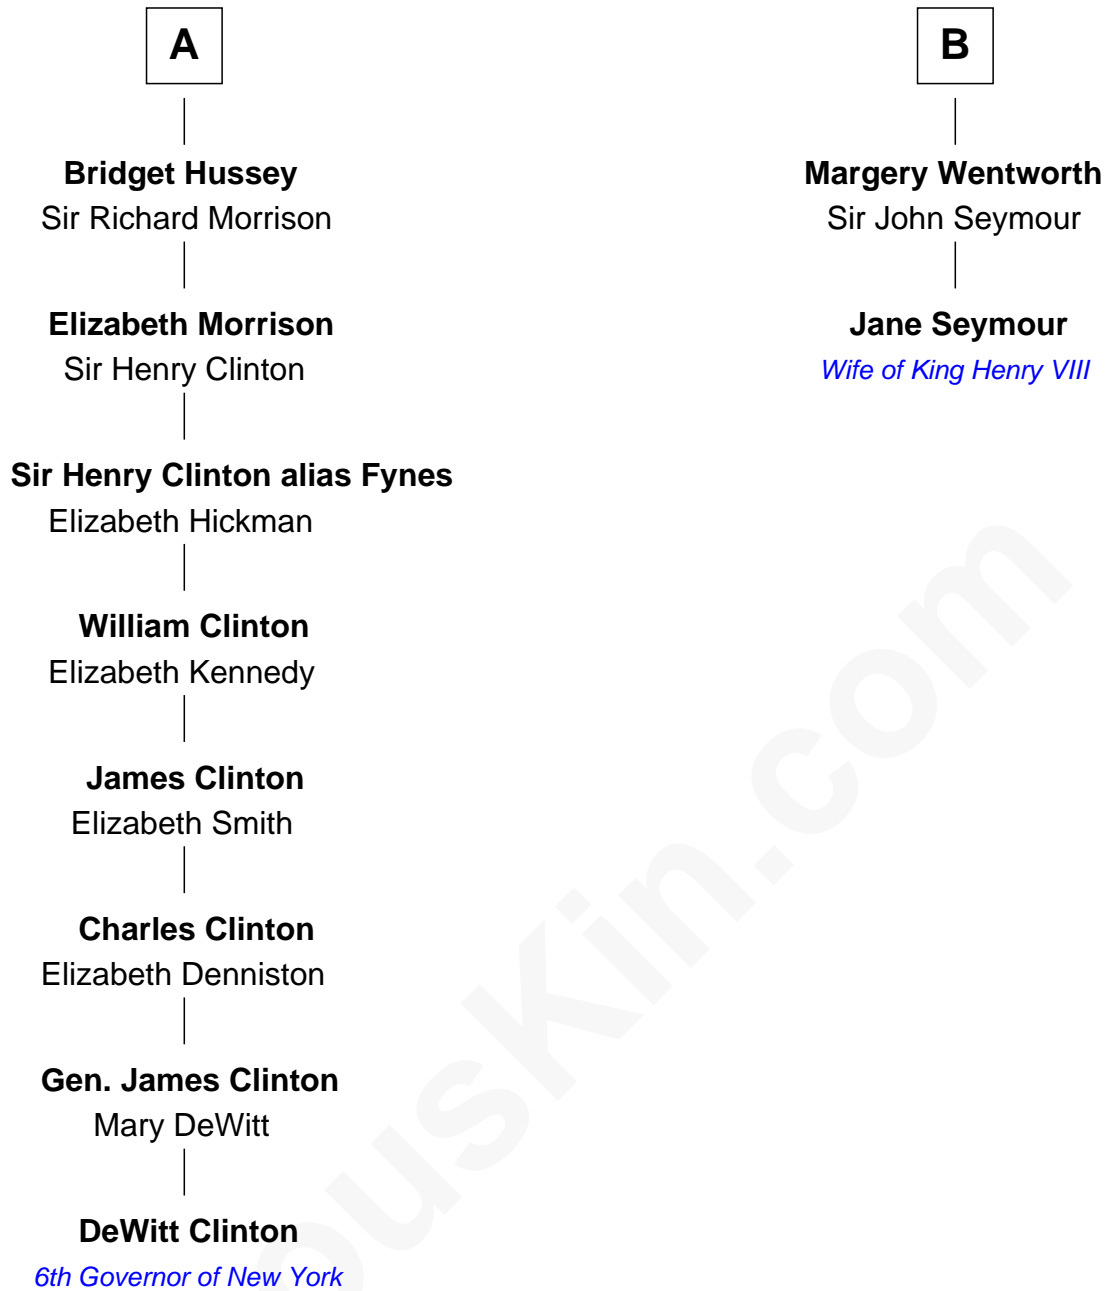 A
Bridget Hussey
Sir Richard Morrison
Elizabeth Morrison
Sir Henry Clinton
Sir Henry Clinton alias Fynes
Elizabeth Hickman
William Clinton
Elizabeth Kennedy
James Clinton
Elizabeth Smith
Charles Clinton
Elizabeth Denniston
Gen. James Clinton
Mary DeWitt
DeWitt Clinton
6th Governor of New York
B
Margery Wentworth
Sir John Seymour
Jane Seymour
Wife of King Henry VIII
ousKin.com